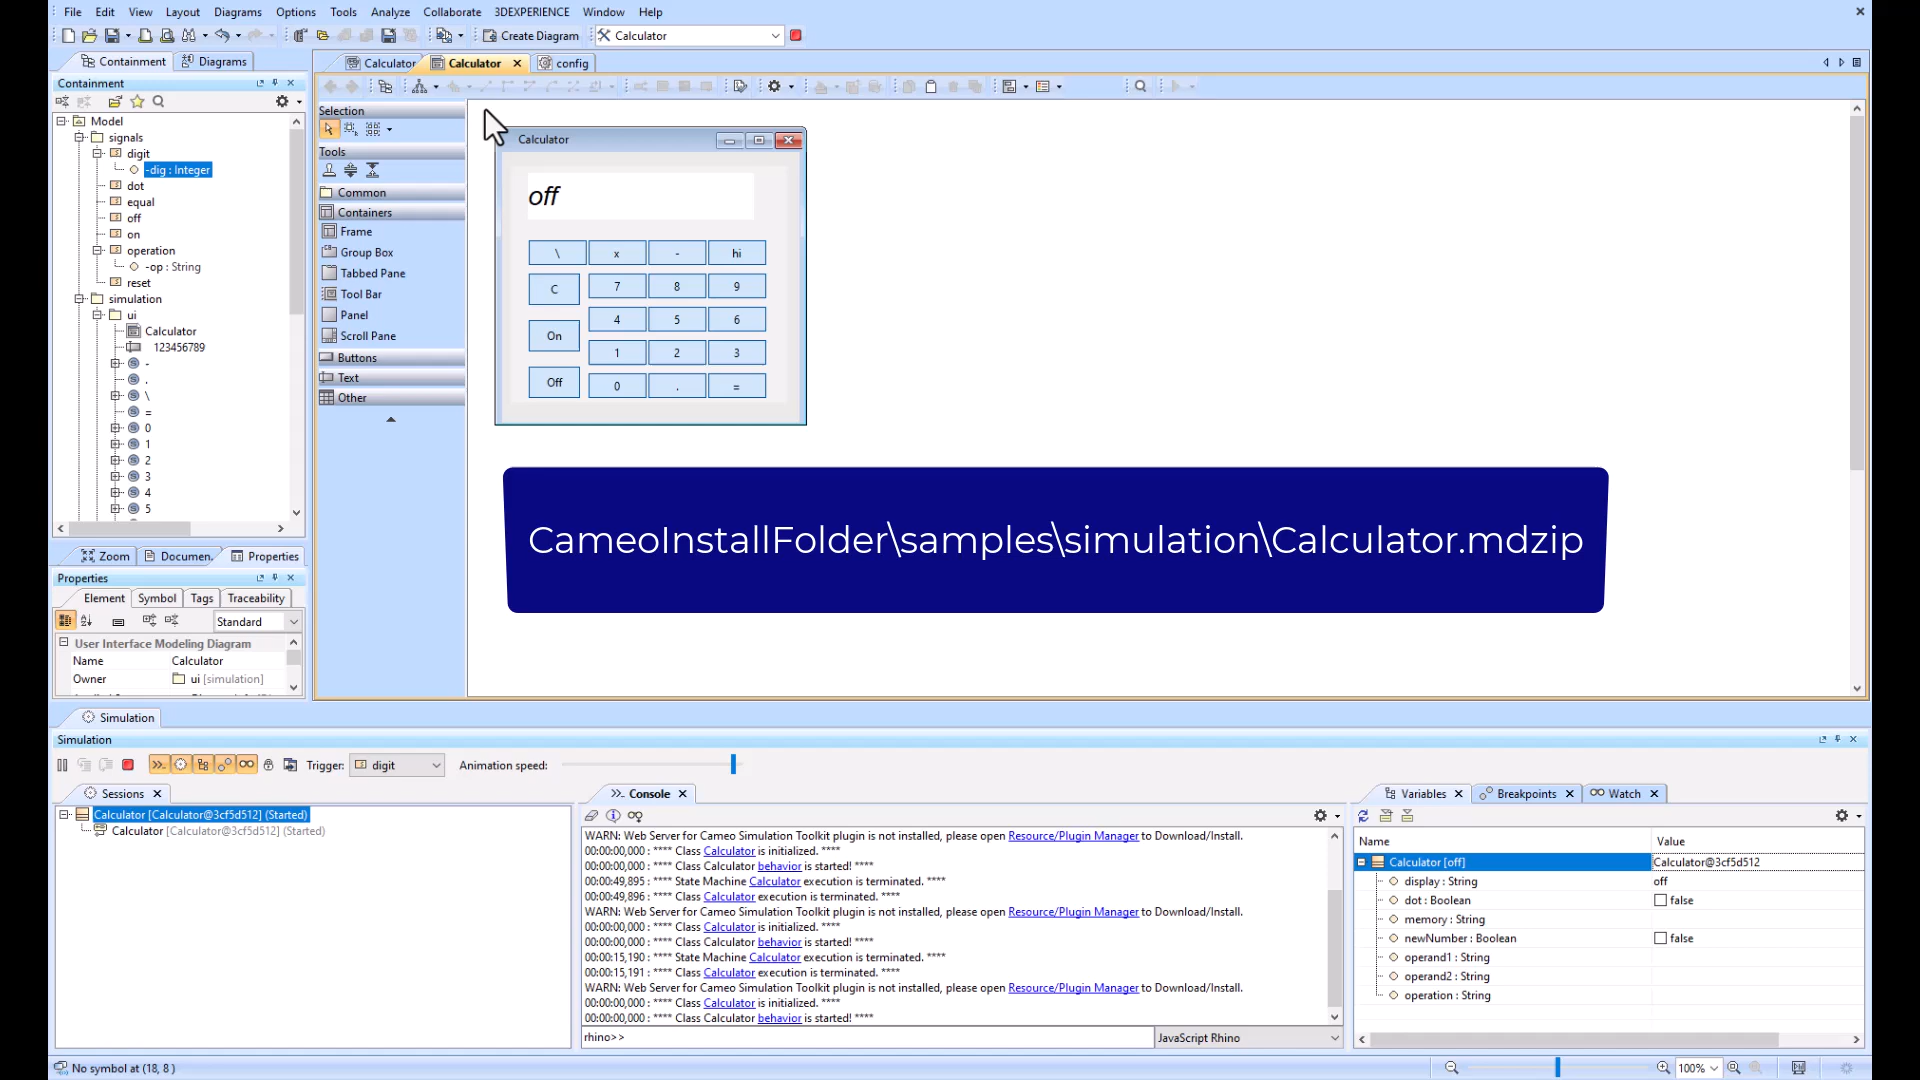 File Edit View Layout Diagrams Options Tools Analyze Collaborate 3DEXPERIENCE Window Help
Create Diagram Calculator
Containment Diagrams
Calculator Calculator config
Containment
Model
signals
digit
-dig : Integer
dot
equal
off
on
operation
-op : String
reset
simulation
ui
Calculator
123456789
-
.
\
=
0
1
2
3
4
5
Selection
Tools
Common
Containers
Frame
Group Box
Tabbed Pane
Tool Bar
Panel
Scroll Pane
Buttons
Text
Other
Calculator
off
\ x - hi
C 7 8 9
4 5 6
On
1 2 3
Off 0 . =
CameoInstallFolder\samples\simulation\Calculator.mdzip
Zoom Documen. Properties
Properties
Element Symbol Tags Traceability
Standard
User Interface Modeling Diagram
Name Calculator
Owner ui [simulation]
Simulation
Simulation
Trigger: digit Animation speed:
Sessions
Calculator [Calculator@3cf5d512] (Started)
Calculator [Calculator@3cf5d512] (Started)
Console
WARN: Web Server for Cameo Simulation Toolkit plugin is not installed, please open Resource/Plugin Manager to Download/Install.
00:00:00,000 : **** Class Calculator is initialized. ****
00:00:00,000 : **** Class Calculator behavior is started! ****
00:00:49,895 : **** State Machine Calculator execution is terminated. ****
00:00:49,896 : **** Class Calculator execution is terminated. ****
WARN: Web Server for Cameo Simulation Toolkit plugin is not installed, please open Resource/Plugin Manager to Download/Install.
00:00:00,000 : **** Class Calculator is initialized. ****
00:00:00,000 : **** Class Calculator behavior is started! ****
00:00:15,190 : **** State Machine Calculator execution is terminated. ****
00:00:15,191 : **** Class Calculator execution is terminated. ****
WARN: Web Server for Cameo Simulation Toolkit plugin is not installed, please open Resource/Plugin Manager to Download/Install.
00:00:00,000 : **** Class Calculator is initialized. ****
00:00:00,000 : **** Class Calculator behavior is started! ****
rhino>> JavaScript Rhino
Variables Breakpoints Watch
Name Value
Calculator [off] Calculator@3cf5d512
display : String off
dot : Boolean false
memory : String
newNumber : Boolean false
operand1 : String
operand2 : String
operation : String
No symbol at (18, 8 )
100%